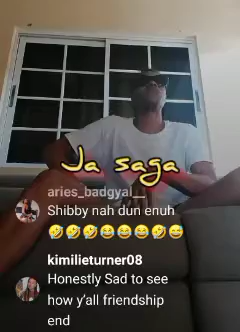 Ja saga
aries_badgyal_
Shibby nah dun enuh
🤣🤣🤣😂😂😂🤣😅
kimilieturner08
Honestly Sad to see
how y'all friendship
end